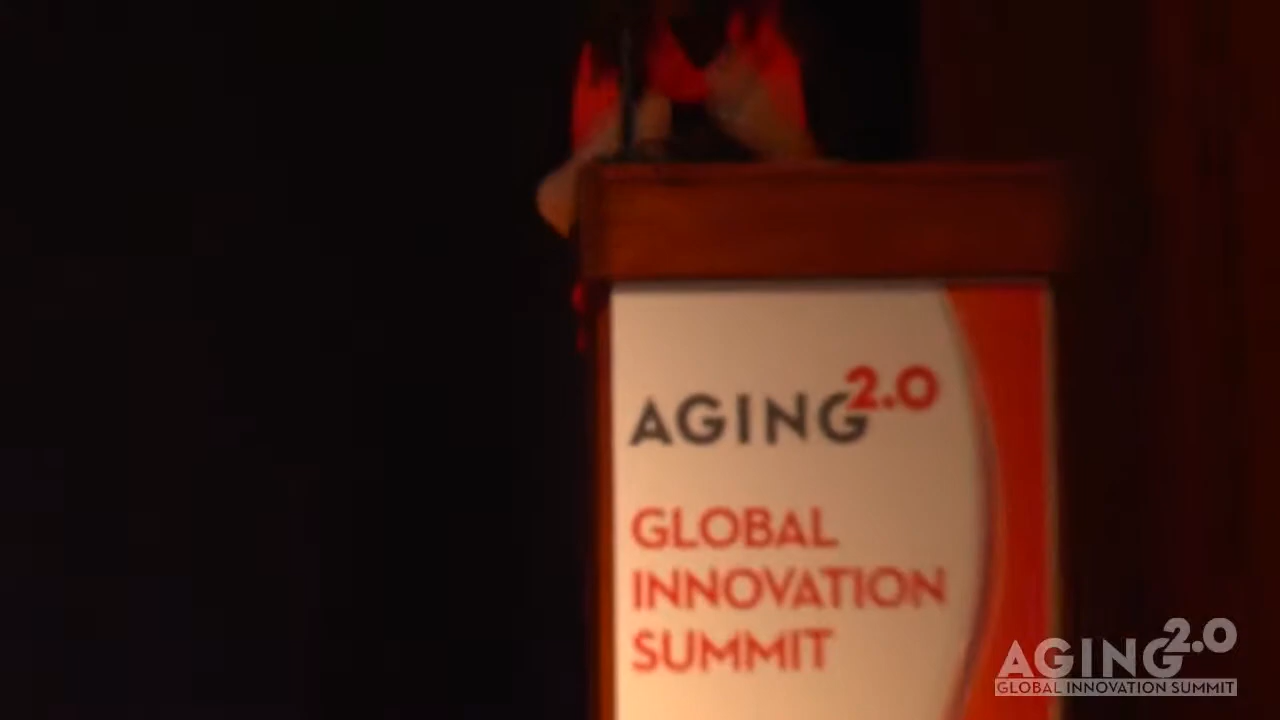 AGING2.0
GLOBAL
INNOVATION
SUMMIT
AGING2.0
GLOBAL INNOVATION SUMMIT